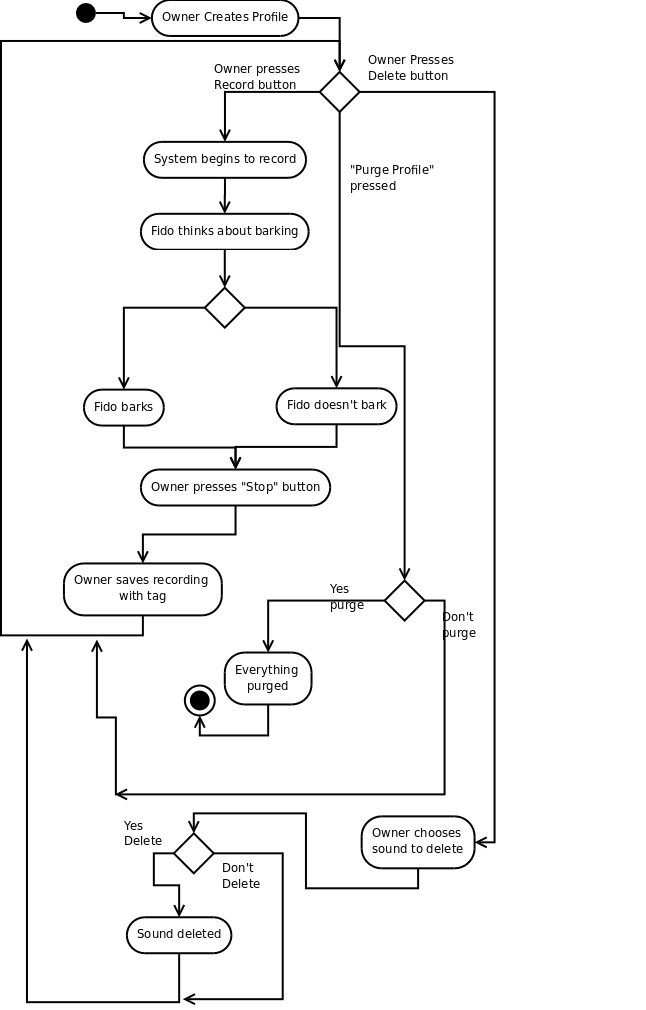 Owner Creates Profile
Owner Presses
Delete button
Owner presses
Record button
System begins to record
"Purge Profile"
pressed
Fido thinks about barking
Fido barks
Fido doesn't bark
Owner presses "Stop" button
Owner saves recording
with tag
Yes
purge
Don't
purge
Everything
purged
Yes
Delete
Don't
Delete
Owner chooses
sound to delete
Sound deleted